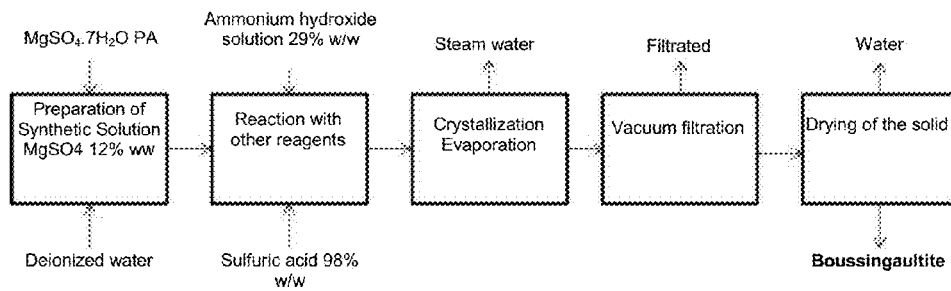 MgSO₄.7H₂O PA
Ammonium hydroxide
solution 29% w/w
Steam water
Filtrated
Water
Preparation of
Synthetic Solution
MgSO4 12% ww
Reaction with
other reagents
Crystallization
Evaporation
Vacuum filtration
Drying of the solid
Deionized water
Sulfuric acid 98%
w/w
Boussingaultite